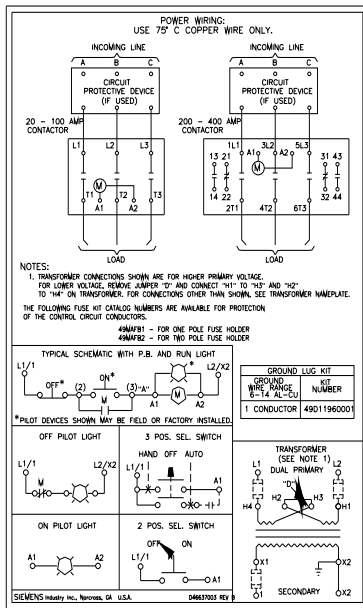 POWER WIRING:
USE 75° C COPPER WIRE ONLY.
INCOMING LINE
A B C
CIRCUIT
PROTECTIVE DEVICE
(IF USED)
20 - 100 AMP
CONTACTOR
L1 L2 L3
M
T1 T2 T3
A1 A2
LOAD
INCOMING LINE
A B C
CIRCUIT
PROTECTIVE DEVICE
(IF USED)
200 - 400 AMP
CONTACTOR
1L1 3L2 5L3
13 21 A1 A2 31 43
M
14 22 32 44
2T1 4T2 6T3
LOAD
NOTES:
1. TRANSFORMER CONNECTIONS SHOWN ARE FOR HIGHER PRIMARY VOLTAGE.
FOR LOWER VOLTAGE, REMOVE JUMPER "D" AND CONNECT "H1" TO "H3" AND "H2"
TO "H4" ON TRANSFORMER. FOR CONNECTIONS OTHER THAN SHOWN, SEE TRANSFORMER NAMEPLATE.
THE FOLLOWING FUSE KIT CATALOG NUMBERS ARE AVAILABLE FOR PROTECTION
OF THE CONTROL CIRCUIT CONDUCTORS.
49MAFB1 - FOR ONE POLE FUSE HOLDER
49MAFB2 - FOR TWO POLE FUSE HOLDER
TYPICAL SCHEMATIC WITH P.B. AND RUN LIGHT
L1/1 L2/X2
OFF* (2) ON* (3)"A"
M A1 M A2
*PILOT DEVICES SHOWN MAY BE FIELD OR FACTORY INSTALLED.
GROUND LUG KIT
GROUND WIRE RANGE 6-14 AL-CU
KIT NUMBER
1 CONDUCTOR 49D11960001
OFF PILOT LIGHT
L1/1 L2/X2
M
3 POS. SEL. SWITCH
HAND OFF AUTO
L1/1 A1
TRANSFORMER
(SEE NOTE 1)
L1 DUAL PRIMARY L2
"D"
H4 H2 H3 H1
X1 X2
SECONDARY X2
ON PILOT LIGHT
A1 A2
2 POS. SEL. SWITCH
OFF ON
L1/1
A1
SIEMENS Industry Inc., Norcross, GA U.S.A. D46637003 REV B